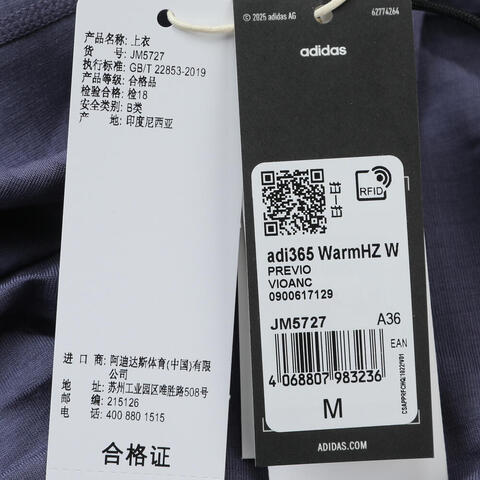 产品名称: 上衣
货 号: JM5727
执行标准: GB/T 22853-2019
产品等级: 合格品
检验合格: 检18
安全类别: B类
产 地: 印度尼西亚
进 口 商: 阿迪达斯体育(中国)有限公司
地 址: 苏州工业园区唯胜路508号
邮 编: 215126
电 话: 400 880 1515
合格证
© 2025 adidas AG
62774264
adidas
RFID
adi365 WarmHZ W
PREVIO
VIOANC
0900617129
JM5727 A36
EAN
4 068807 983236
M
ADIDAS.COM